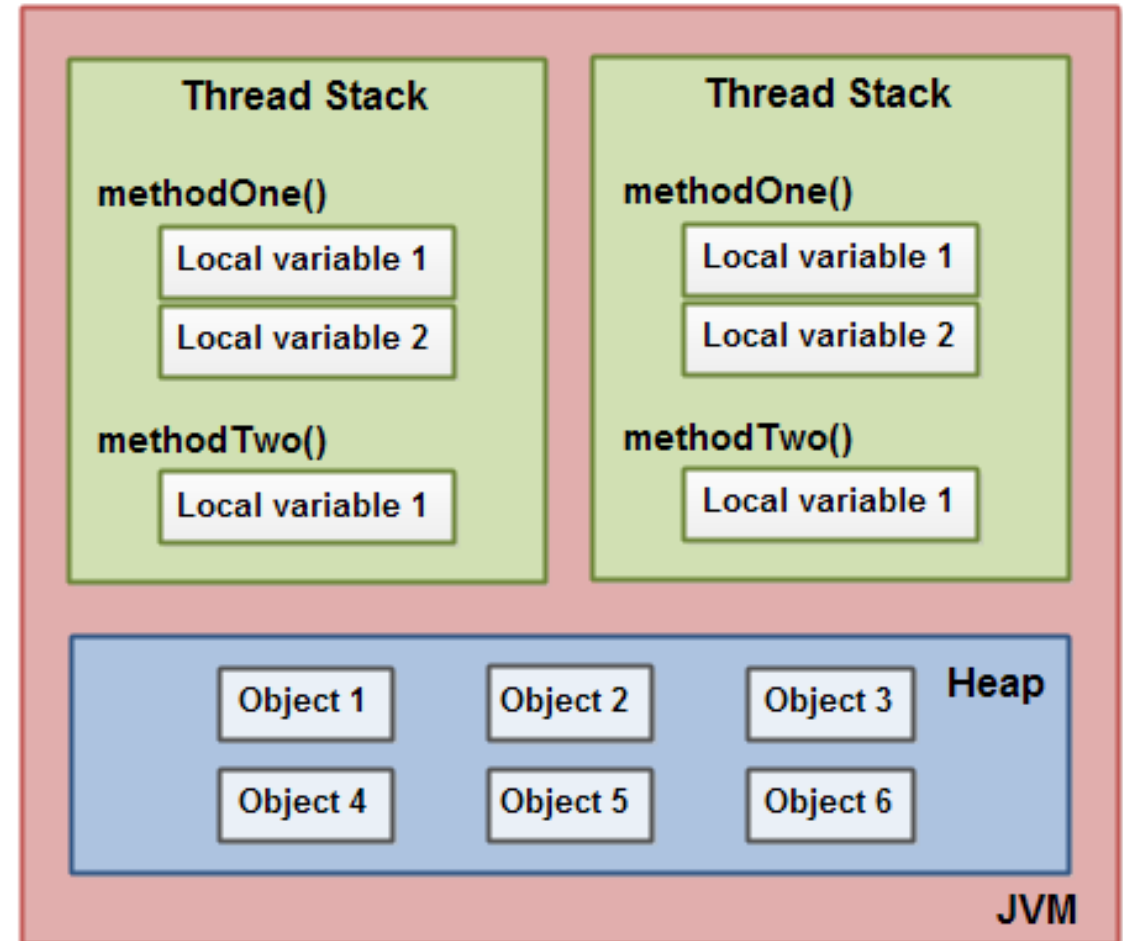 Thread Stack
methodOne()
Local variable 1
Local variable 2
methodTwo()
Local variable 1
Thread Stack
methodOne()
Local variable 1
Local variable 2
methodTwo()
Local variable 1
Heap
Object 1
Object 2
Object 3
Object 4
Object 5
Object 6
JVM